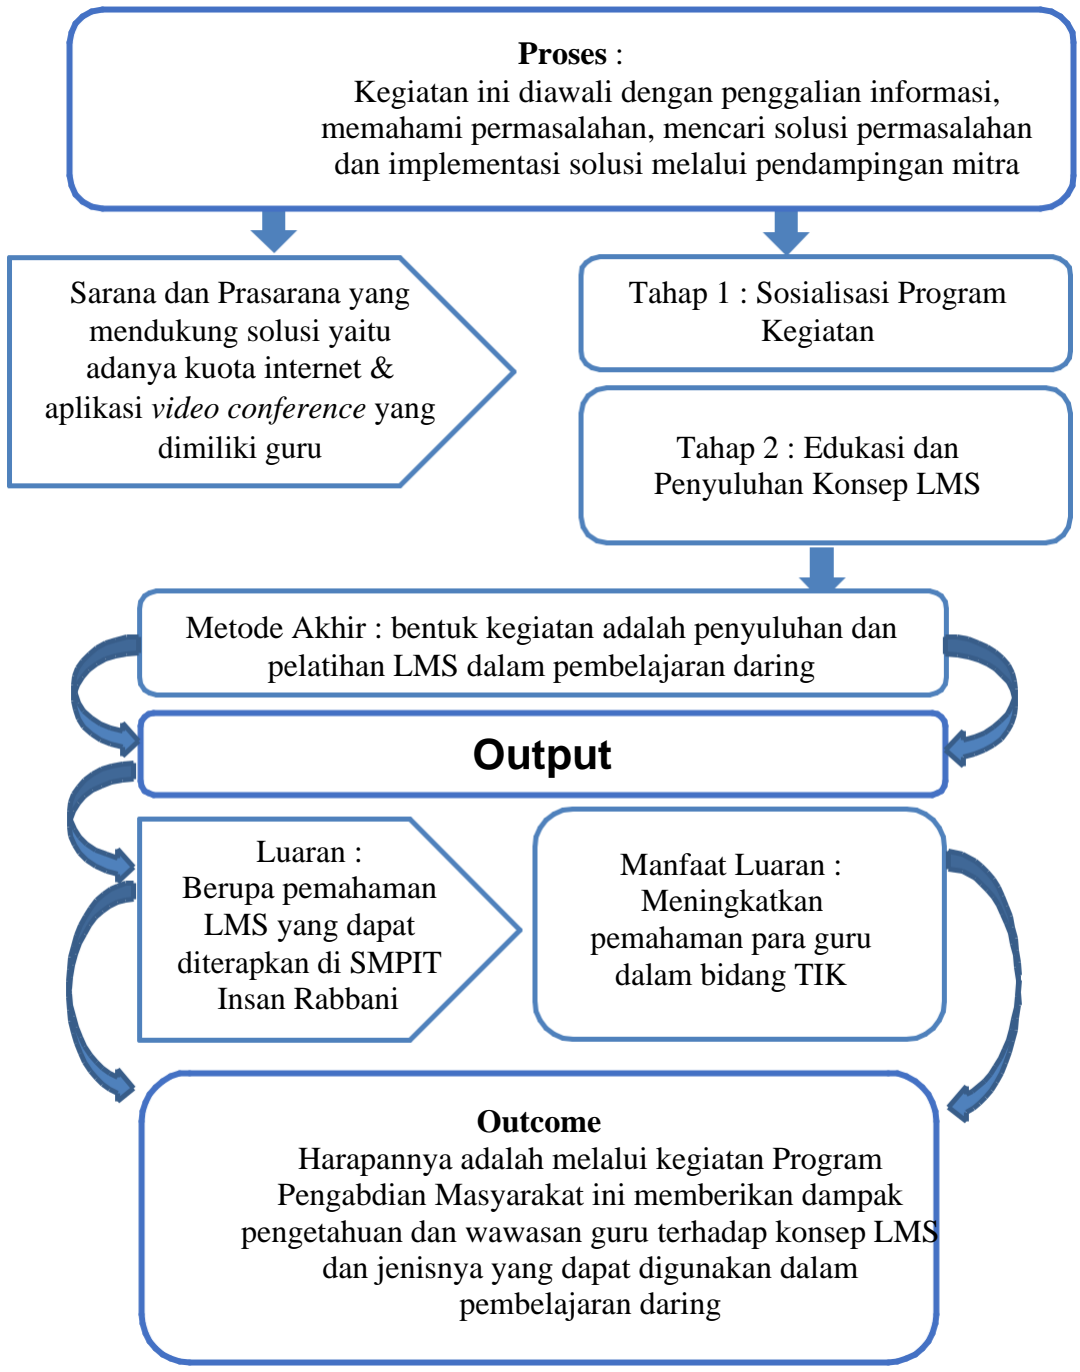 Proses :
Kegiatan ini diawali dengan penggalian informasi,
memahami permasalahan, mencari solusi permasalahan
dan implementasi solusi melalui pendampingan mitra
Sarana dan Prasarana yang
mendukung solusi yaitu
adanya kuota internet &
aplikasi video conference yang
dimiliki guru
Tahap 1 : Sosialisasi Program
Kegiatan
Tahap 2 : Edukasi dan
Penyuluhan Konsep LMS
Metode Akhir : bentuk kegiatan adalah penyuluhan dan
pelatihan LMS dalam pembelajaran daring
Output
Luaran :
Berupa pemahaman
LMS yang dapat
diterapkan di SMPIT
Insan Rabbani
Manfaat Luaran :
Meningkatkan
pemahaman para guru
dalam bidang TIK
Outcome
Harapannya adalah melalui kegiatan Program
Pengabdian Masyarakat ini memberikan dampak
pengetahuan dan wawasan guru terhadap konsep LMS
dan jenisnya yang dapat digunakan dalam
pembelajaran daring